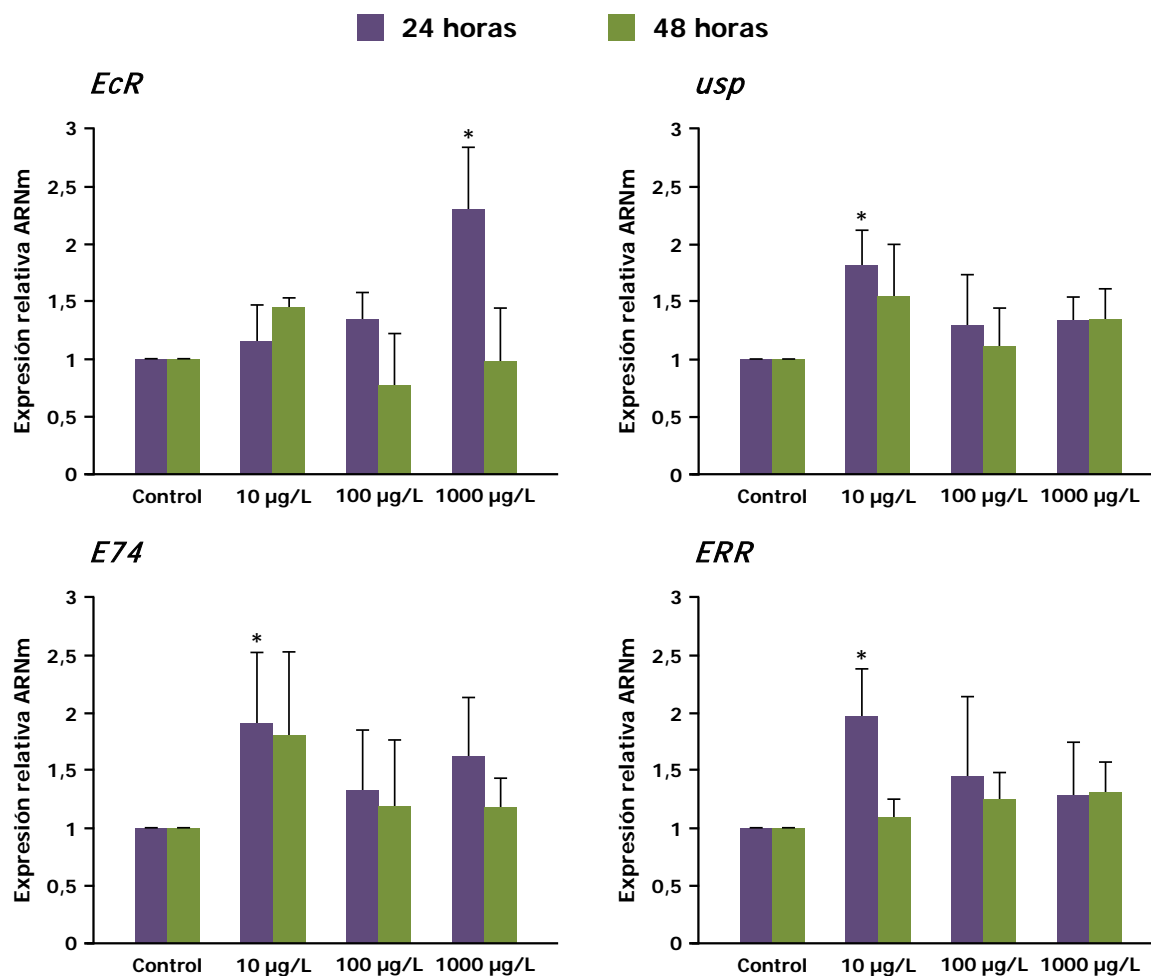 24 horas
48 horas
EcR
Expresión relativa ARNm
3
*
2,5
2
1,5
1
0,5
0
Control
10 µg/L
100 µg/L
1000 µg/L
usp
Expresión relativa ARNm
3
2,5
*
2
1,5
1
0,5
0
Control
10 µg/L
100 µg/L
1000 µg/L
E74
Expresión relativa ARNm
3
*
2,5
2
1,5
1
0,5
0
Control
10 µg/L
100 µg/L
1000 µg/L
ERR
Expresión relativa ARNm
3
*
2,5
2
1,5
1
0,5
0
Control
10 µg/L
100 µg/L
1000 µg/L